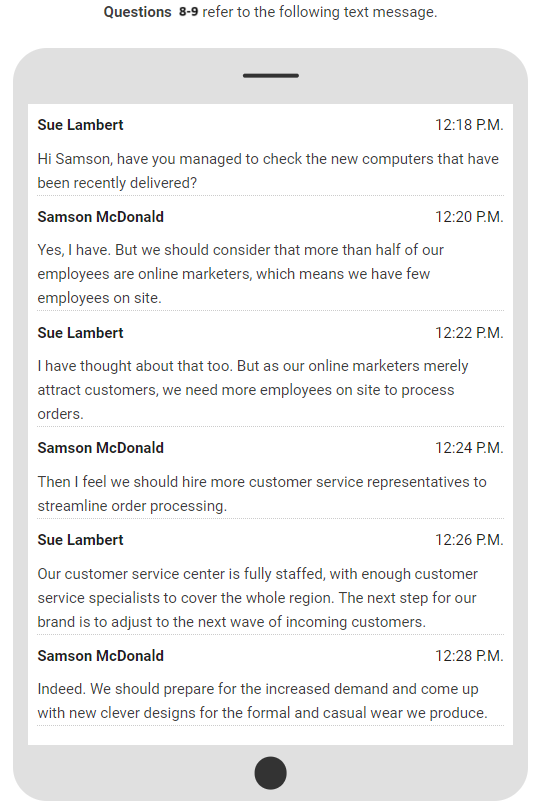 Questions 8-9 refer to the following text message.
Sue Lambert 12:18 P.M.
Hi Samson, have you managed to check the new computers that have
been recently delivered?
Samson McDonald 12:20 P.M.
Yes, I have. But we should consider that more than half of our
employees are online marketers, which means we have few
employees on site.
Sue Lambert 12:22 P.M.
I have thought about that too. But as our online marketers merely
attract customers, we need more employees on site to process
orders.
Samson McDonald 12:24 P.M.
Then I feel we should hire more customer service representatives to
streamline order processing.
Sue Lambert 12:26 P.M.
Our customer service center is fully staffed, with enough customer
service specialists to cover the whole region. The next step for our
brand is to adjust to the next wave of incoming customers.
Samson McDonald 12:28 P.M.
Indeed. We should prepare for the increased demand and come up
with new clever designs for the formal and casual wear we produce.